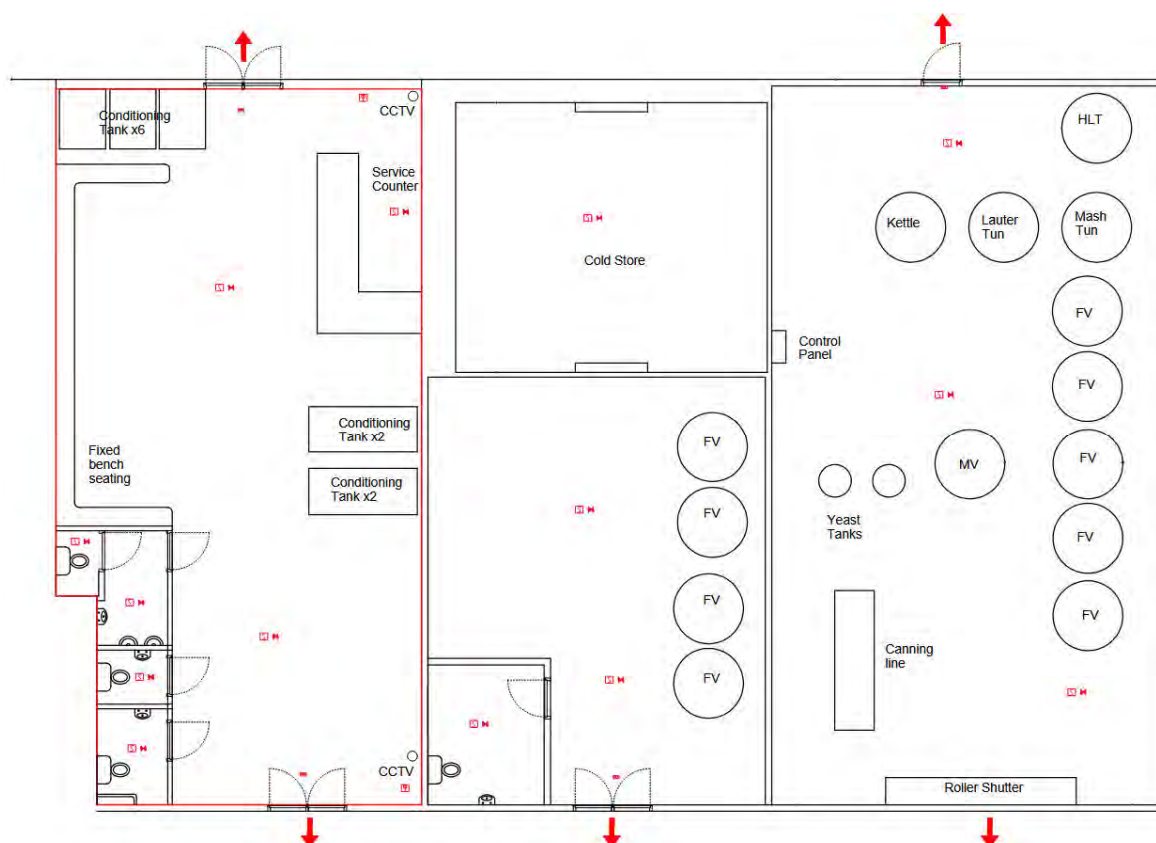 Conditioning
Tank x6
CCTV
Service
Counter
Cold Store
HLT
Kettle
Lauter
Tun
Mash
Tun
FV
Control
Panel
FV
Conditioning
Tank x2
Fixed
bench
seating
FV
MV
FV
Conditioning
Tank x2
FV
Yeast
Tanks
FV
FV
FV
Canning
line
FV
CCTV
Roller Shutter